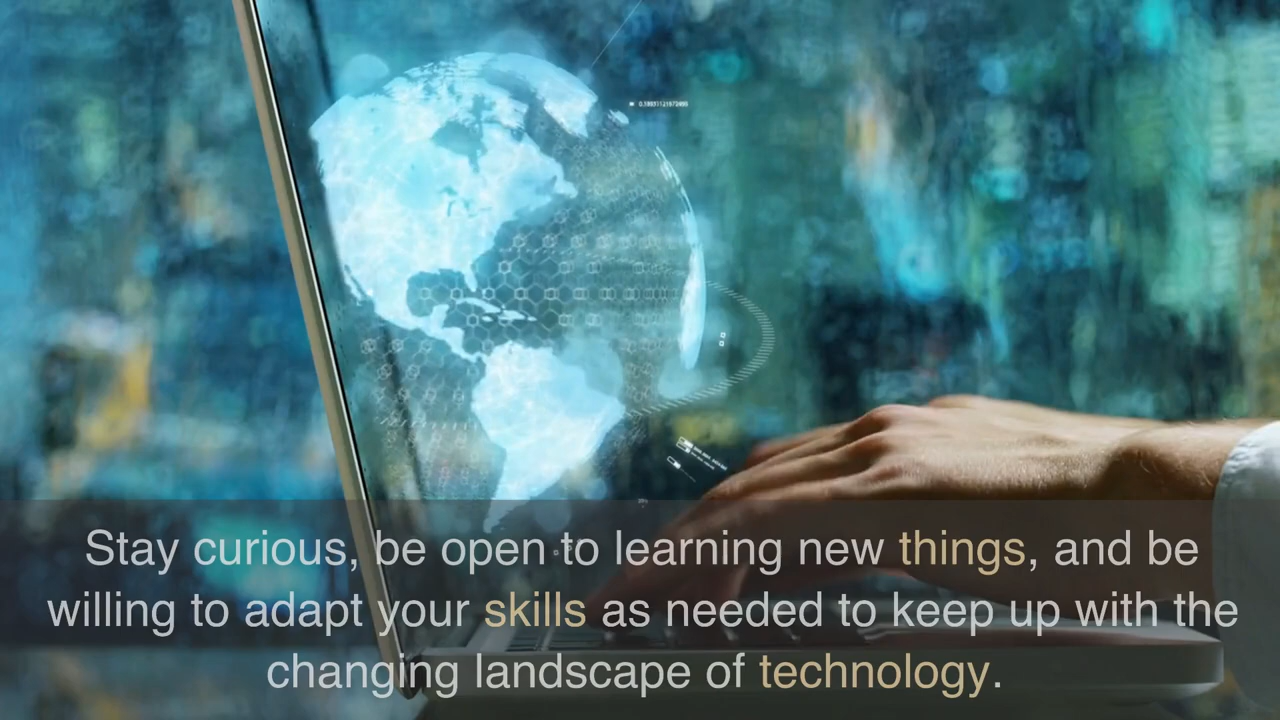 Stay curious, be open to learning new things, and be
willing to adapt your skills as needed to keep up with the
changing landscape of technology.